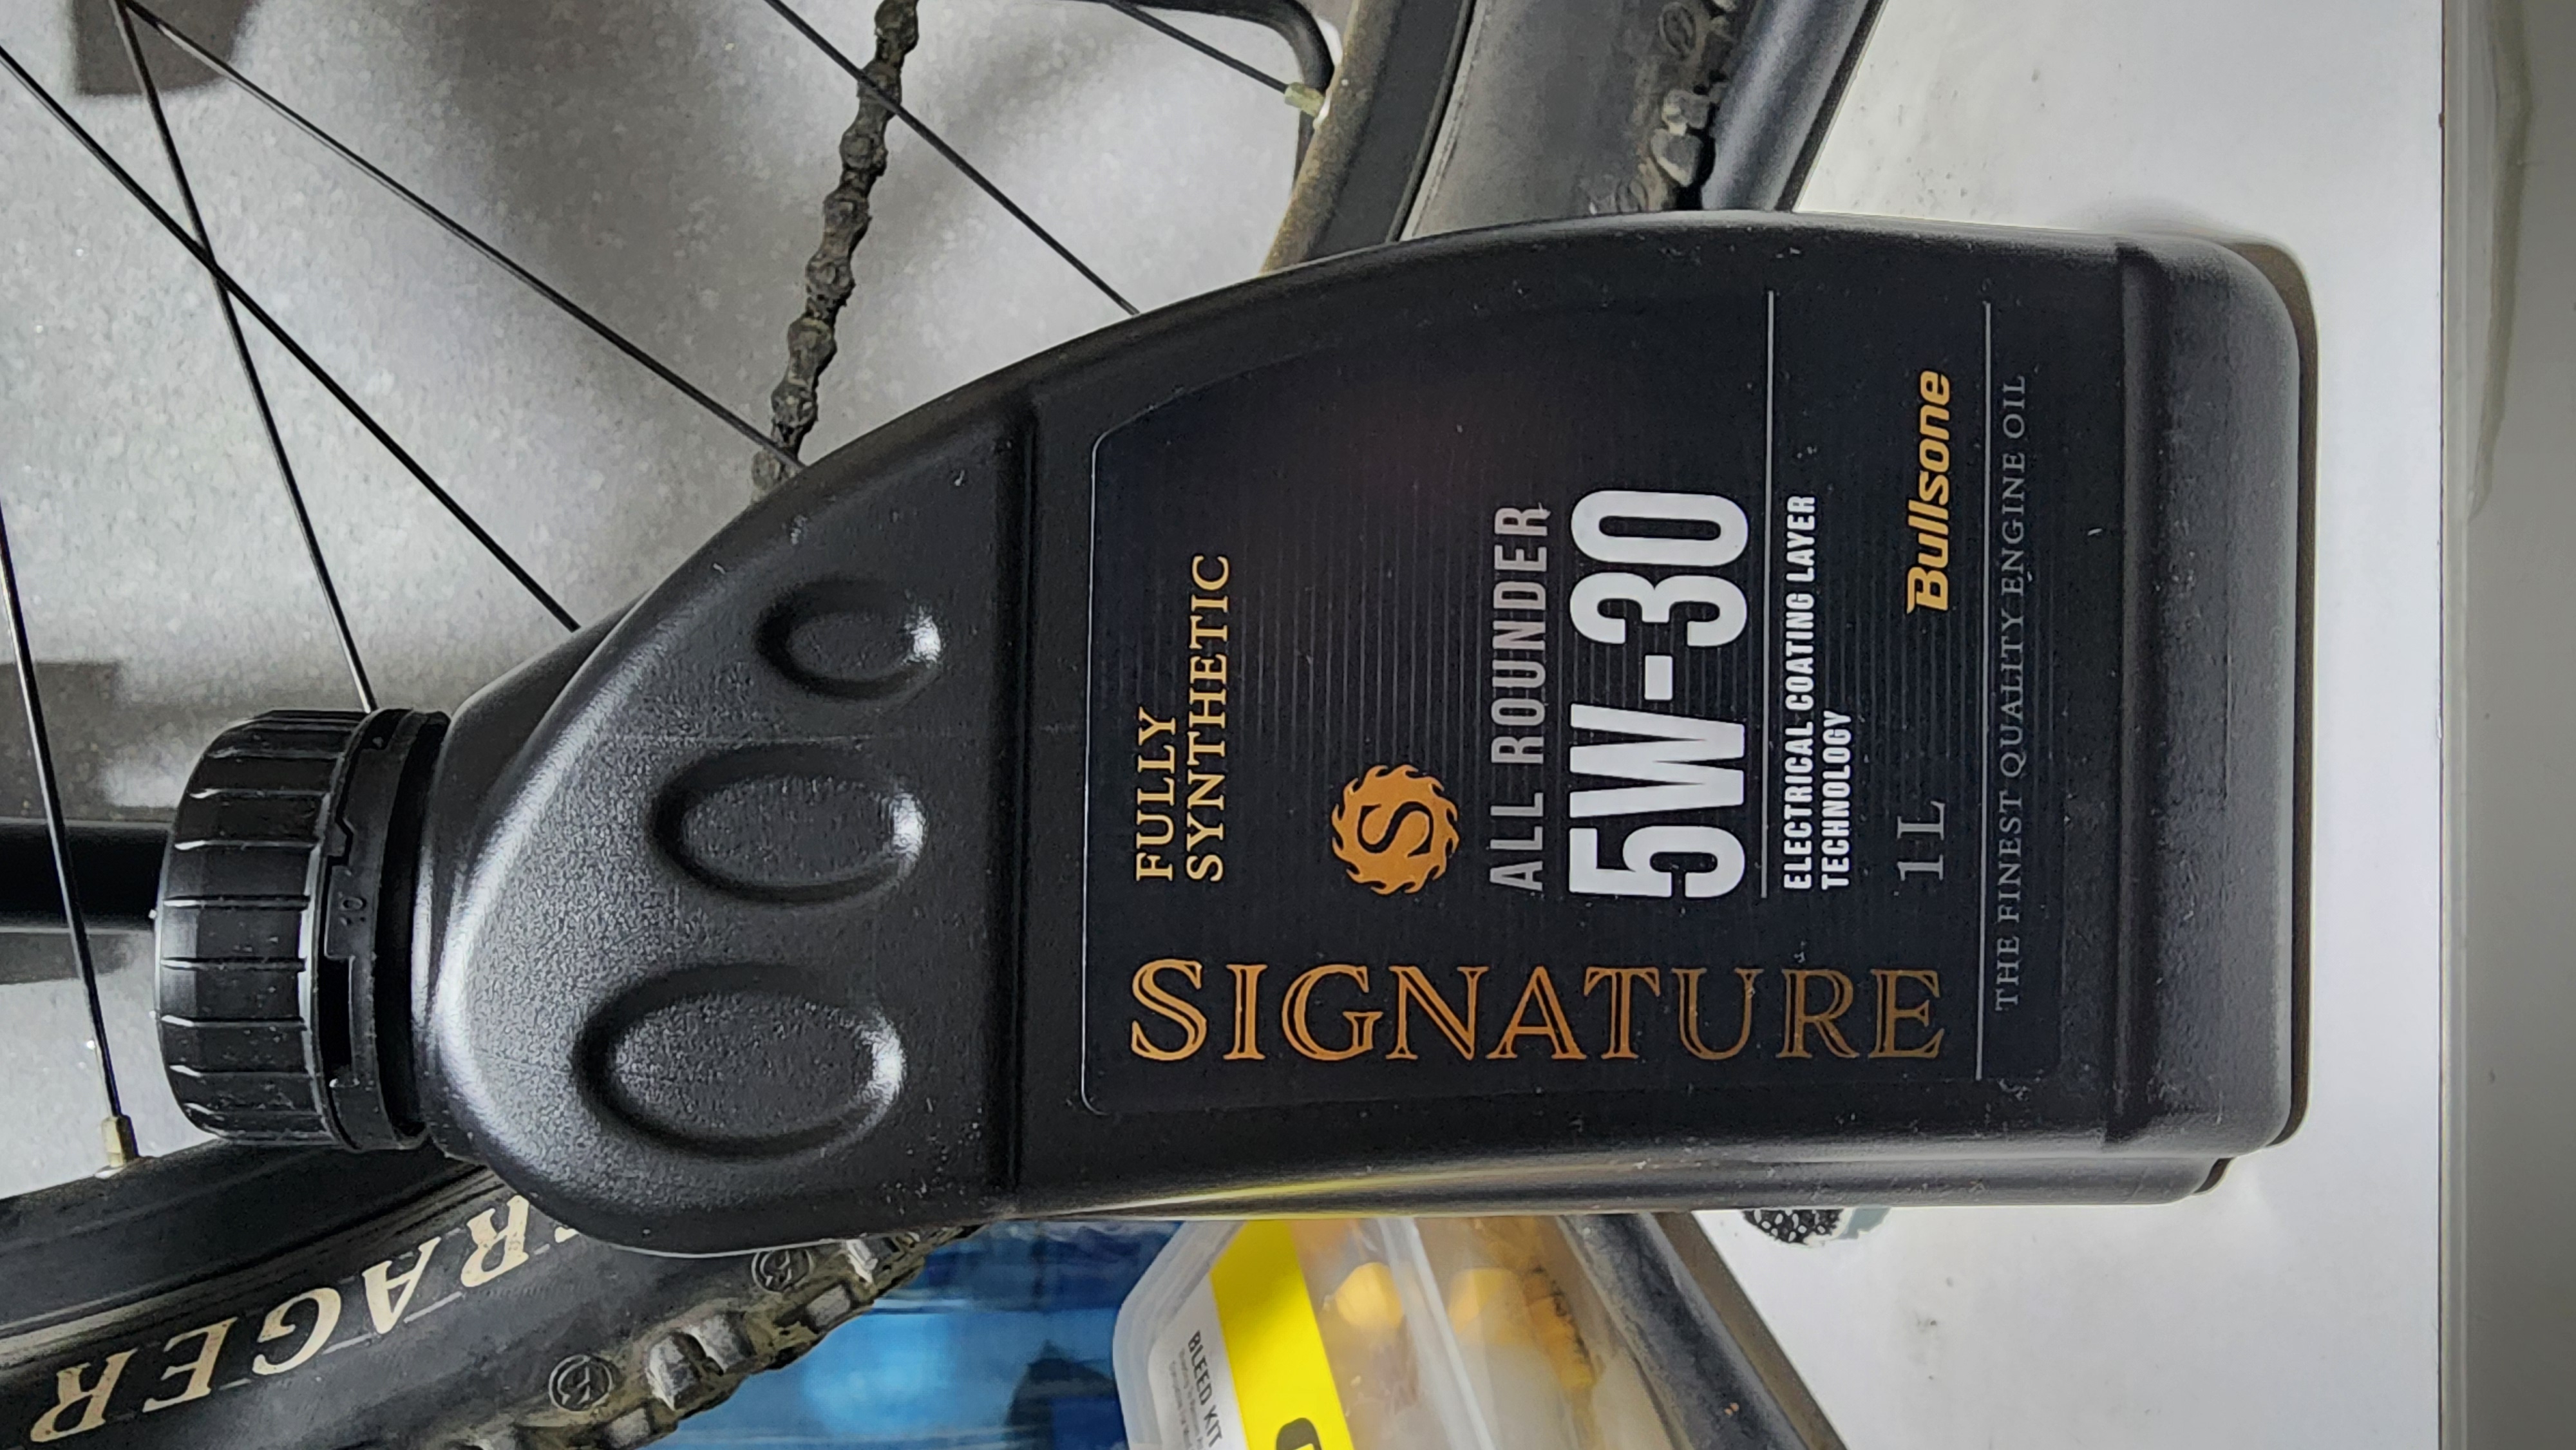 FULLY
SYNTHETIC
SIGNATURE
S
ALL ROUNDER
5W-30
ELECTRICAL COATING LAYER
TECHNOLOGY
1L
Bullsone
THE FINEST QUALITY ENGINE OIL
10
RAGER
BLEED KIT